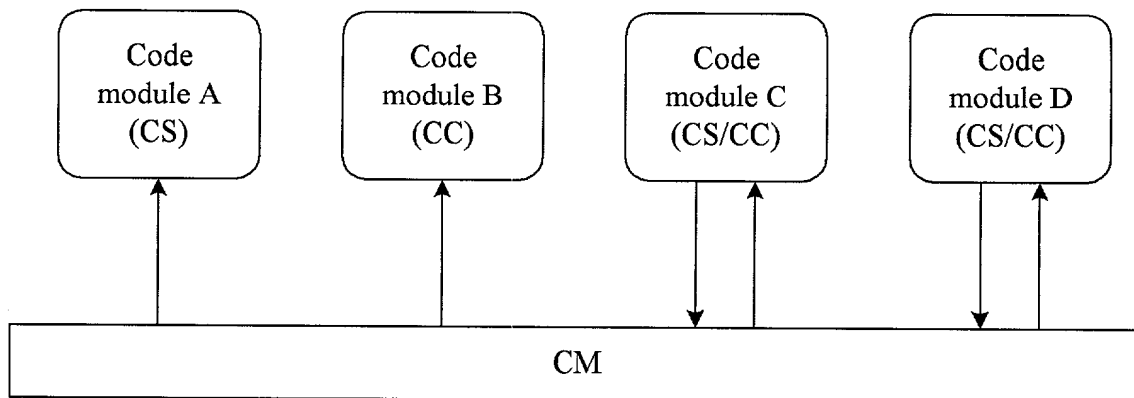 Code
module A
(CS)
Code
module B
(CC)
Code
module C
(CS/CC)
Code
module D
(CS/CC)
CM